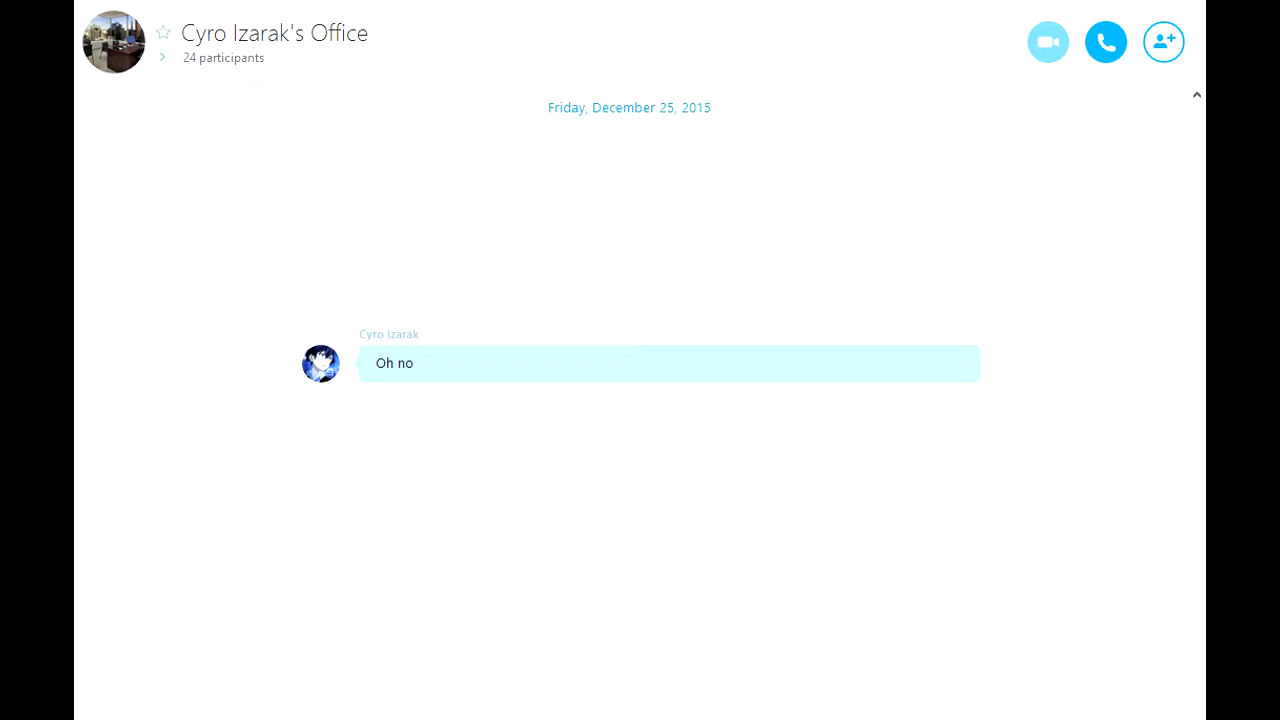 Cyro Izarak's Office
24 participants
Friday, December 25, 2015
Cyro Izarak
Oh no